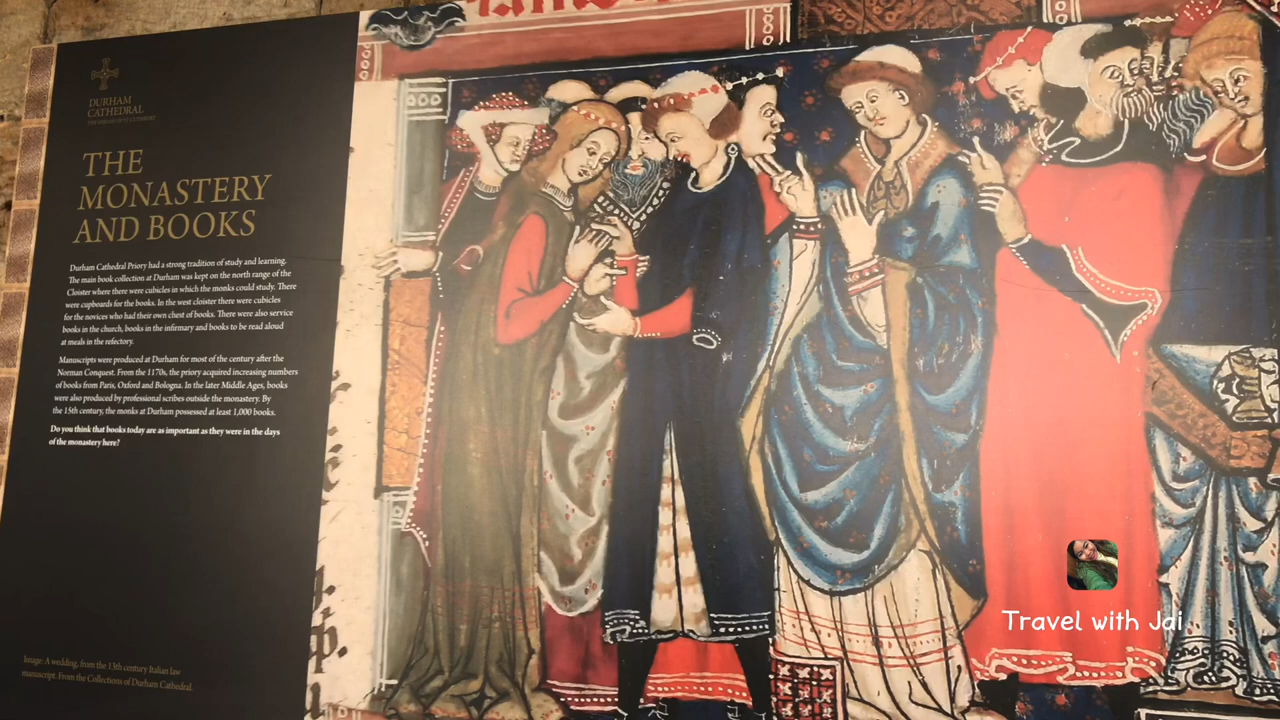 DURHAM
CATHEDRAL
THE
MONASTERY
AND BOOKS
Durham Cathedral Priory had a strong tradition of study and learning.
The main book collection at Durham was kept on the north range of the
Cloister where there were cubicles in which the monks could study. There
were cupboards for the books. In the west cloister there were cubicles
for the novices who had their own chest of books. There were also service
books in the church, books in the infirmary and books to be read aloud
at meals in the refectory.
Manuscripts were produced at Durham for most of the century after the
Norman Conquest. From the 1170s, the priory acquired increasing numbers
of books from Paris, Oxford and Bologna. In the later Middle Ages, books
were also produced by professional scribes outside the monastery. By
the 15th century, the monks at Durham possessed at least 1,000 books.
Do you think that books today are as important as they were in the days
of the monastery here?
Image: A wedding, from the 13th century Italian law
manuscript. From the Collections of Durham Cathedral.
Travel with Jai